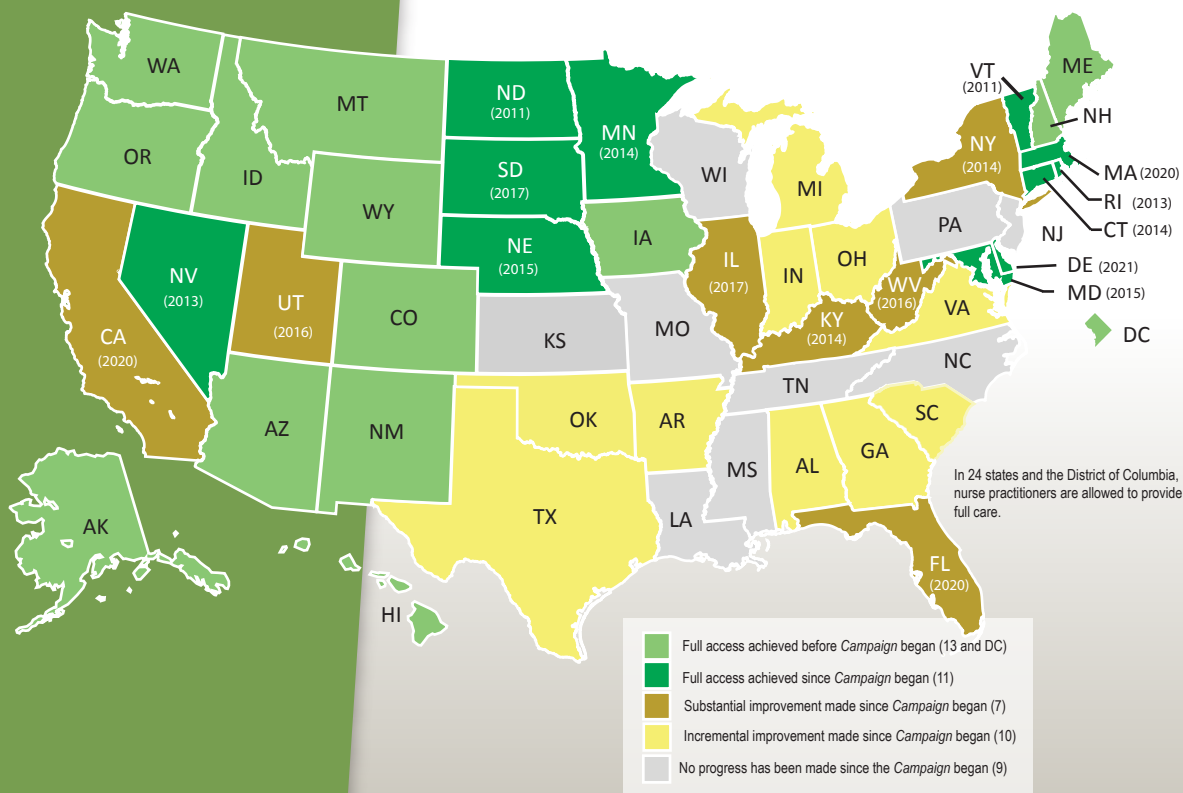 WA
MT
ND
(2011)
MN
(2014)
VT
(2011)
ME
NH
OR
ID
SD
(2017)
WI
NY
(2014)
MA (2020)
MI
RI (2013)
WY
CT (2014)
PA
NJ
NE
(2015)
IA
NV
(2013)
UT
(2016)
IL
(2017)
IN
OH
DE (2021)
WV
(2016)
MD (2015)
CO
VA
CA
(2020)
KS
MO
KY
(2014)
DC
NC
TN
AZ
NM
OK
AR
SC
MS
AL
GA
In 24 states and the District of Columbia,
nurse practitioners are allowed to provide
full care.
TX
LA
AK
FL
(2020)
HI
Full access achieved before Campaign began (13 and DC)
Full access achieved since Campaign began (11)
Substantial improvement made since Campaign began (7)
Incremental improvement made since Campaign began (10)
No progress has been made since the Campaign began (9)